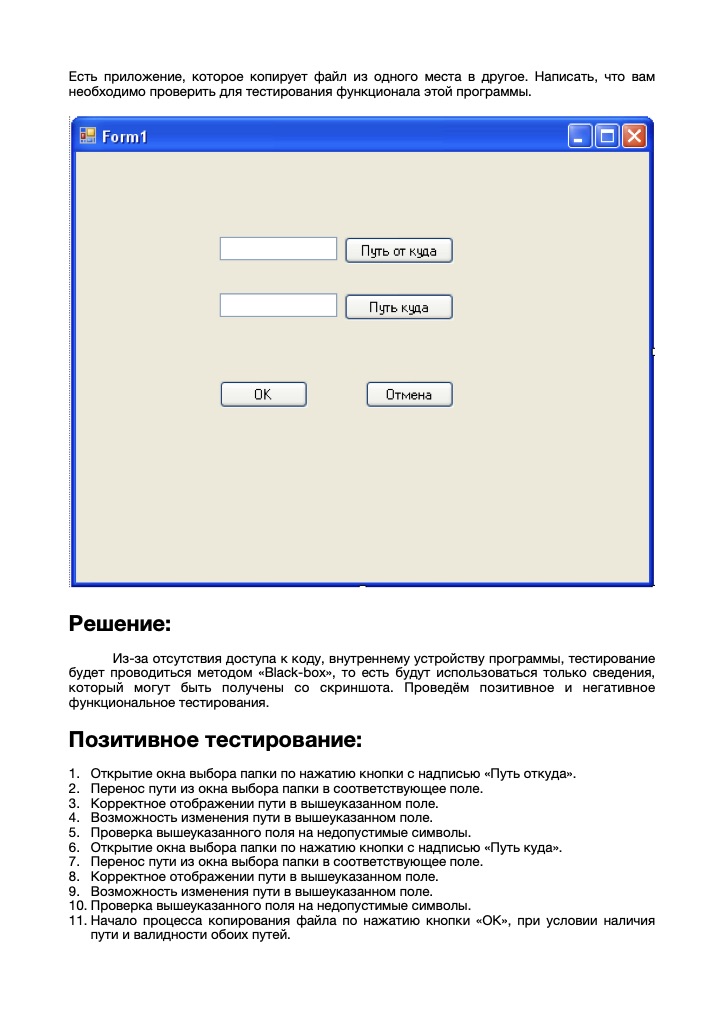 Есть приложение, которое копирует файл из одного места в другое. Написать, что вам
необходимо проверить для тестирования функционала этой программы.
Form1
Путь от куда
Путь куда
OK
Отмена
Решение:
Из-за отсутствия доступа к коду, внутреннему устройству программы, тестирование
будет проводиться методом «Black-box», то есть будут использоваться только сведения,
который могут быть получены со скриншота. Проведём позитивное и негативное
функциональное тестирования.
Позитивное тестирование:
1. Открытие окна выбора папки по нажатию кнопки с надписью «Путь откуда».
2. Перенос пути из окна выбора папки в соответствующее поле.
3. Корректное отображении пути в вышеуказанном поле.
4. Возможность изменения пути в вышеуказанном поле.
5. Проверка вышеуказанного поля на недопустимые символы.
6. Открытие окна выбора папки по нажатию кнопки с надписью «Путь куда».
7. Перенос пути из окна выбора папки в соответствующее поле.
8. Корректное отображении пути в вышеуказанном поле.
9. Возможность изменения пути в вышеуказанном поле.
10. Проверка вышеуказанного поля на недопустимые символы.
11. Начало процесса копирования файла по нажатию кнопки «ОК», при условии наличия
пути и валидности обоих путей.